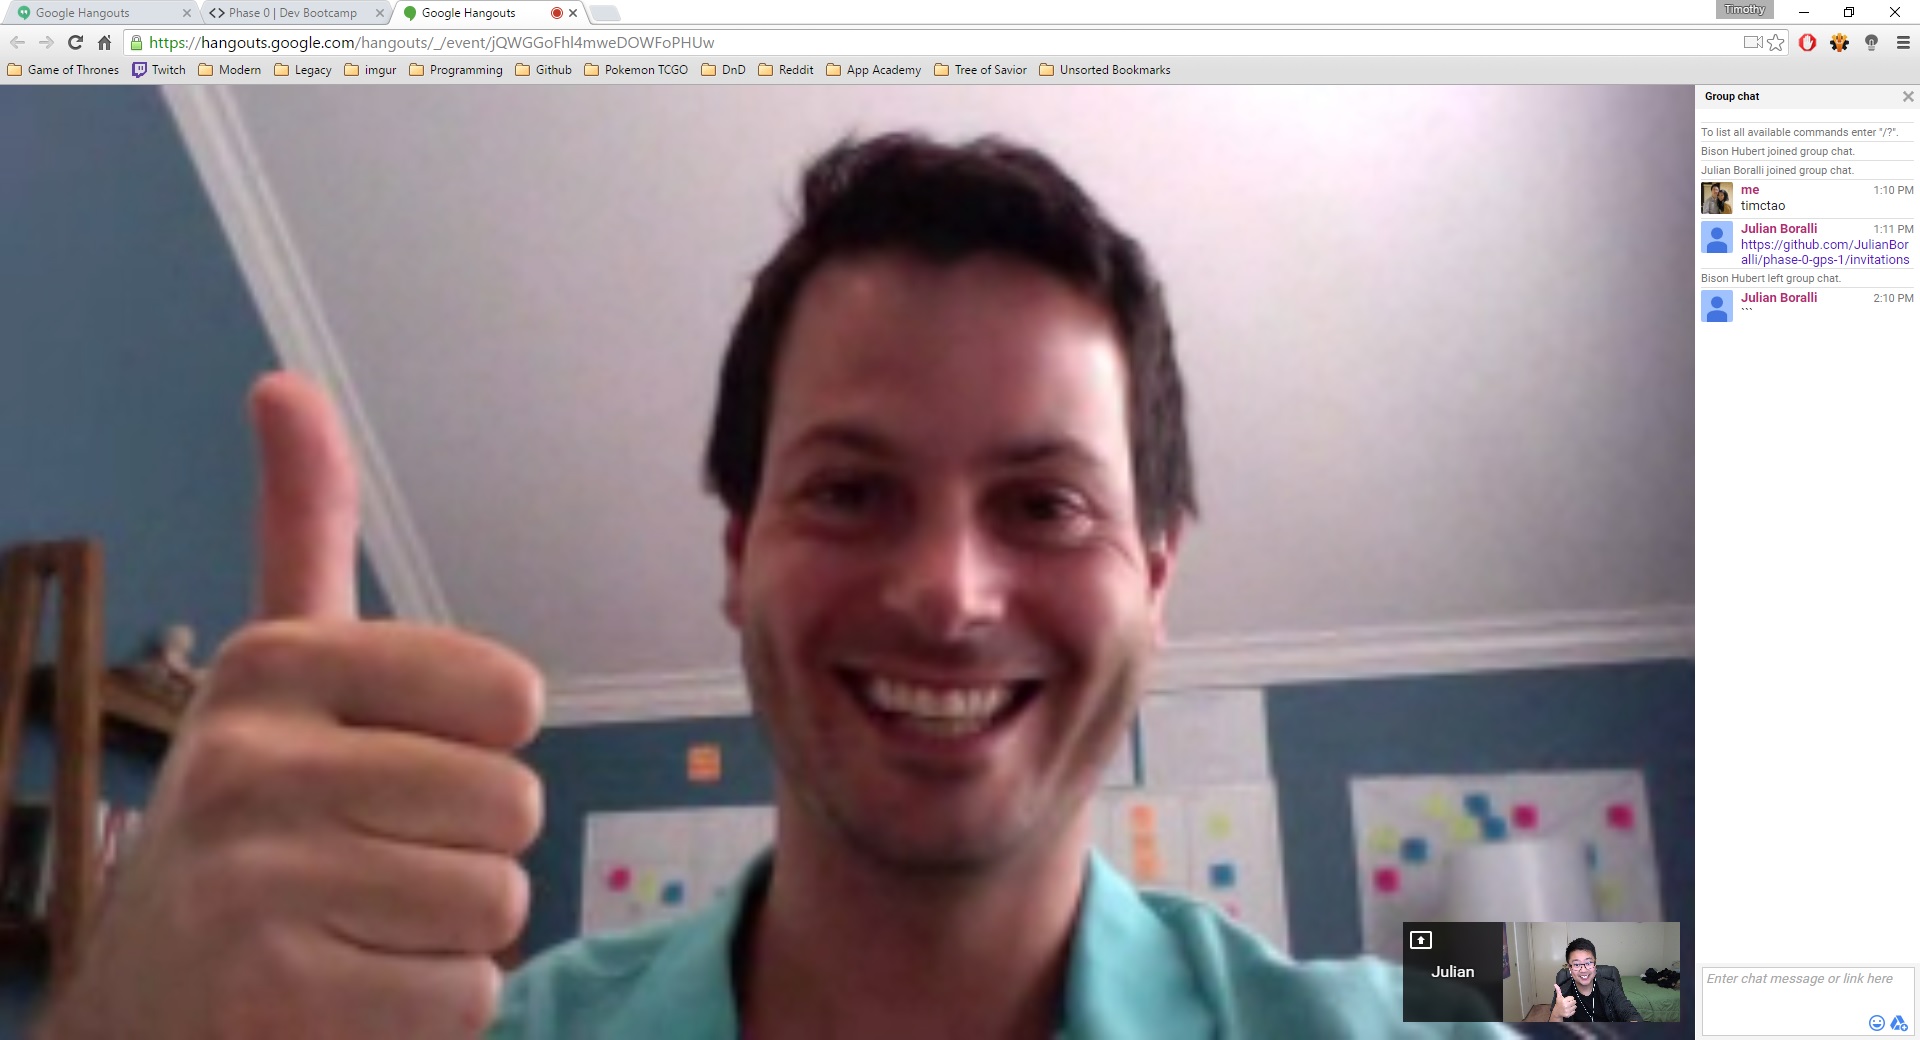 Google Hangouts
Phase 0 | Dev Bootcamp
Google Hangouts
Timothy
https://hangouts.google.com/hangouts/_/event/jQWGGoFhl4mweDOWFoPHUw
Game of Thrones
Twitch
Modern
Legacy
imgur
Programming
Github
Pokemon TCGO
DnD
Reddit
App Academy
Tree of Savior
Unsorted Bookmarks
Group chat
To list all available commands enter "/?".
Bison Hubert joined group chat.
Julian Boralli joined group chat.
me 1:10 PM
timctao
Julian Boralli 1:11 PM
https://github.com/JulianBor
alli/phase-0-gps-1/invitations
Bison Hubert left group chat.
Julian Boralli 2:10 PM
```
Julian
Enter chat message or link here